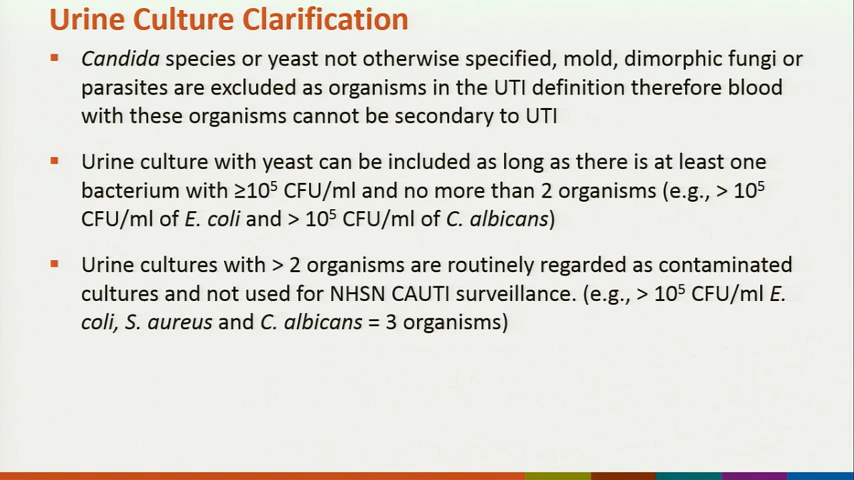 Urine Culture Clarification
▪ Candida species or yeast not otherwise specified, mold, dimorphic fungi or
parasites are excluded as organisms in the UTI definition therefore blood
with these organisms cannot be secondary to UTI
▪ Urine culture with yeast can be included as long as there is at least one
bacterium with ≥10⁵ CFU/ml and no more than 2 organisms (e.g., > 10⁵
CFU/ml of E. coli and > 10⁵ CFU/ml of C. albicans)
▪ Urine cultures with > 2 organisms are routinely regarded as contaminated
cultures and not used for NHSN CAUTI surveillance. (e.g., > 10⁵ CFU/ml E.
coli, S. aureus and C. albicans = 3 organisms)